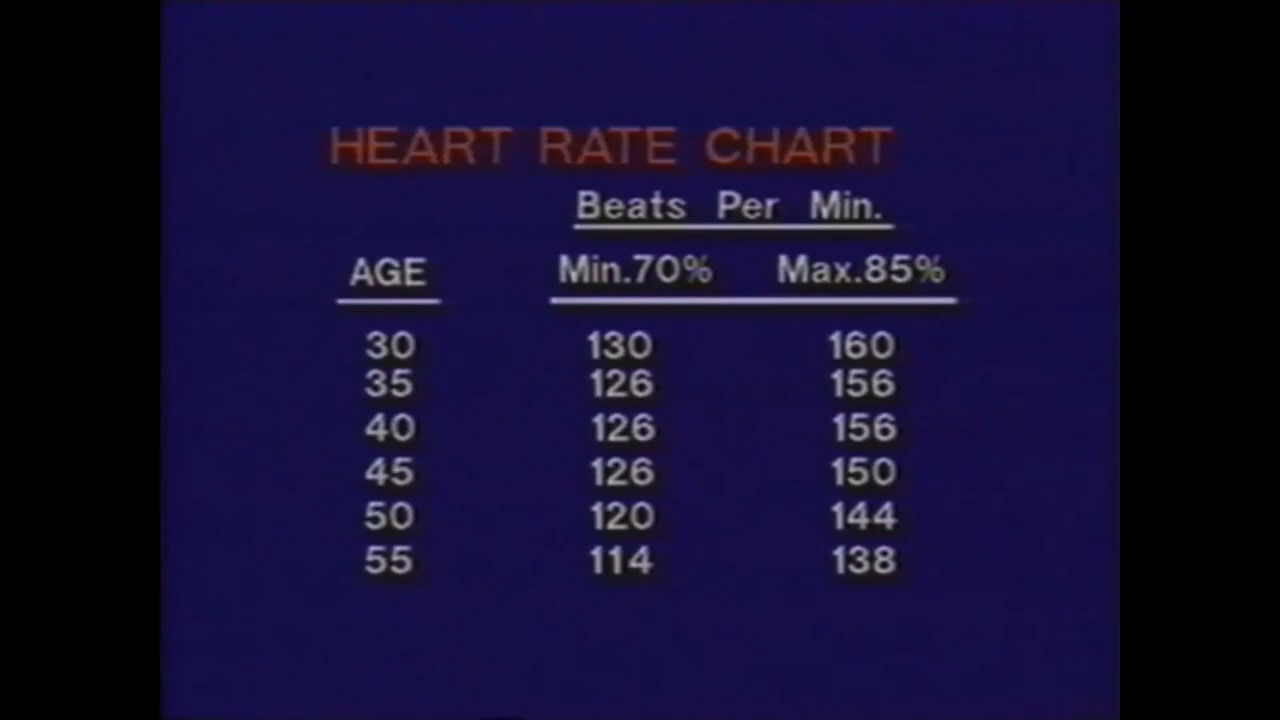 HEART RATE CHART
Beats Per Min.
AGE Min.70% Max.85%
30 130 160
35 126 156
40 126 156
45 126 150
50 120 144
55 114 138